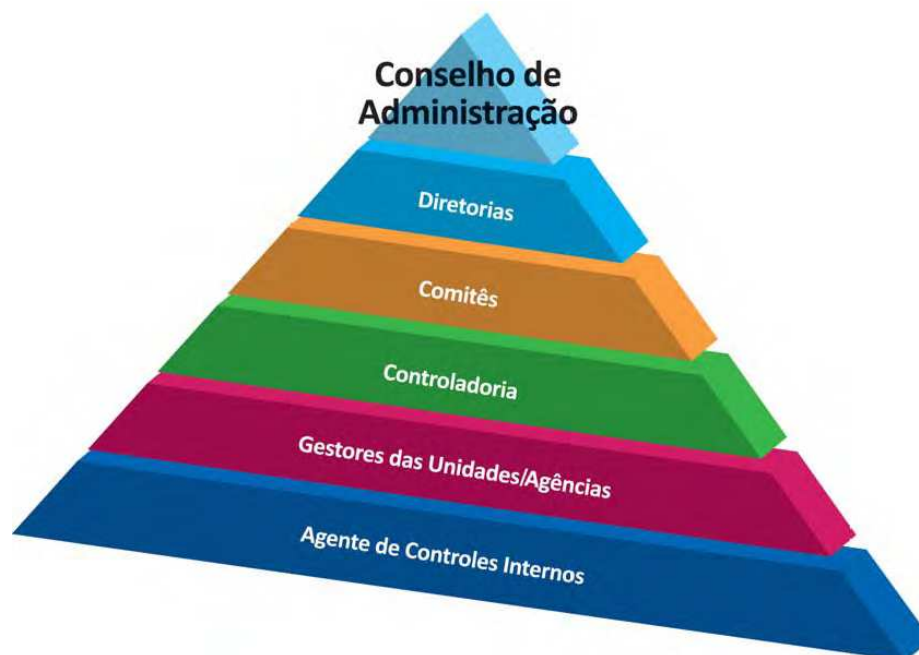 Conselho de
Administração
Diretorias
Comitês
Controladoria
Gestores das Unidades/Agências
Agente de Controles Internos